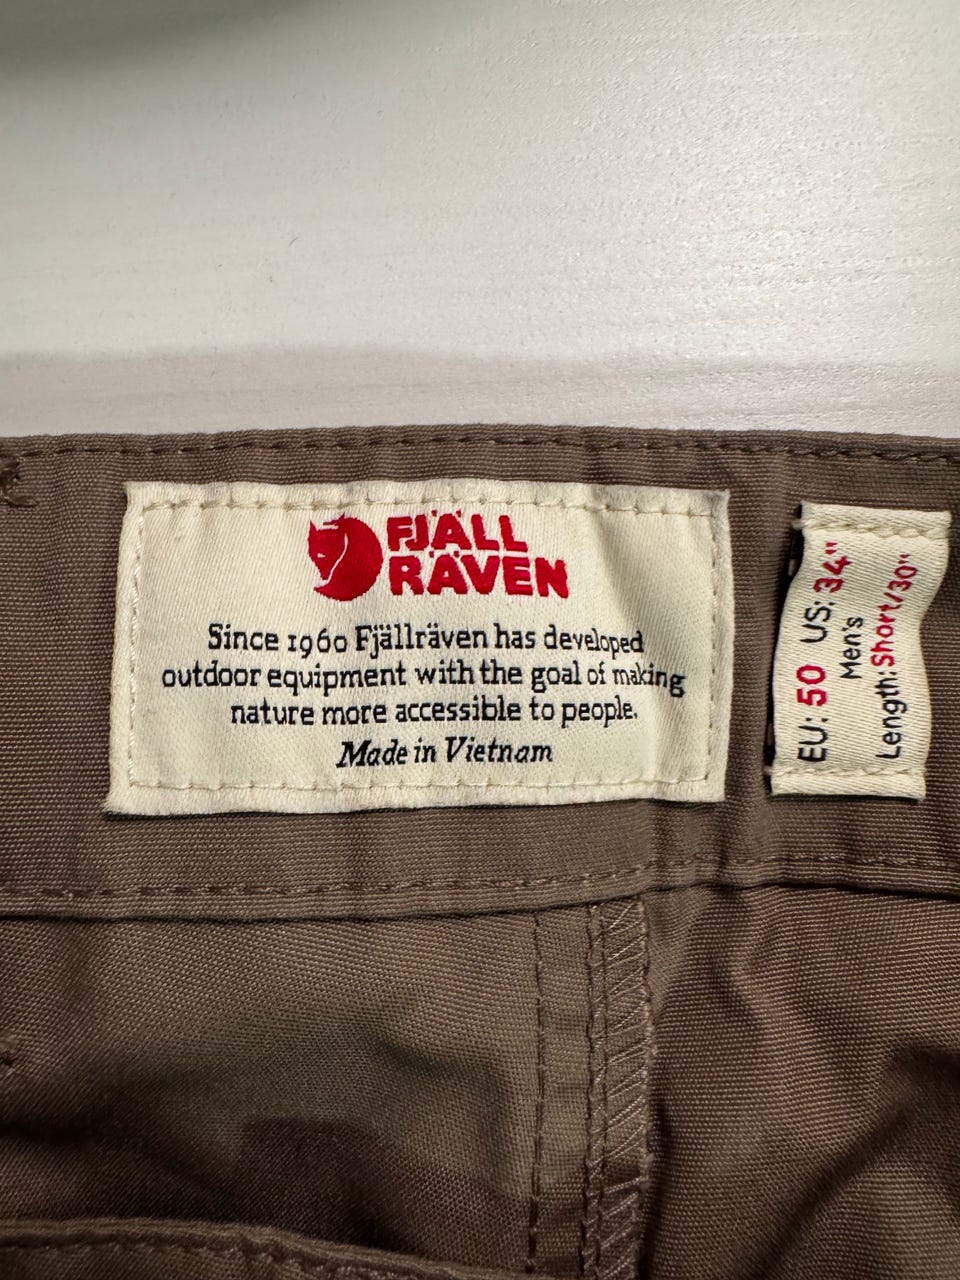 FJÄLL
RÄVEN
Since 1960 Fjällräven has developed
outdoor equipment with the goal of making
nature more accessible to people.
Made in Vietnam
EU: 50 US: 34"
Men's
Length: Short/30"